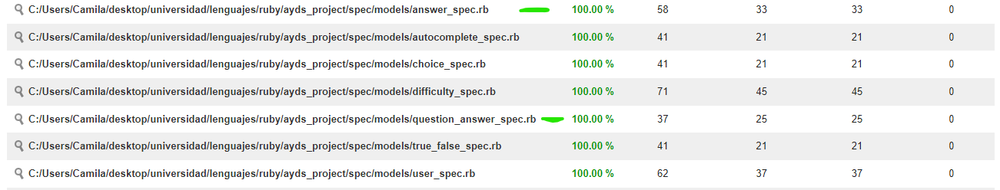 C:/Users/Camila/desktop/universidad/lenguajes/ruby/ayds_project/spec/models/answer_spec.rb 100.00 % 58 33 33 0
C:/Users/Camila/desktop/universidad/lenguajes/ruby/ayds_project/spec/models/autocomplete_spec.rb 100.00 % 41 21 21 0
C:/Users/Camila/desktop/universidad/lenguajes/ruby/ayds_project/spec/models/choice_spec.rb 100.00 % 41 21 21 0
C:/Users/Camila/desktop/universidad/lenguajes/ruby/ayds_project/spec/models/difficulty_spec.rb 100.00 % 71 45 45 0
C:/Users/Camila/desktop/universidad/lenguajes/ruby/ayds_project/spec/models/question_answer_spec.rb 100.00 % 37 25 25 0
C:/Users/Camila/desktop/universidad/lenguajes/ruby/ayds_project/spec/models/true_false_spec.rb 100.00 % 41 21 21 0
C:/Users/Camila/desktop/universidad/lenguajes/ruby/ayds_project/spec/models/user_spec.rb 100.00 % 62 37 37 0